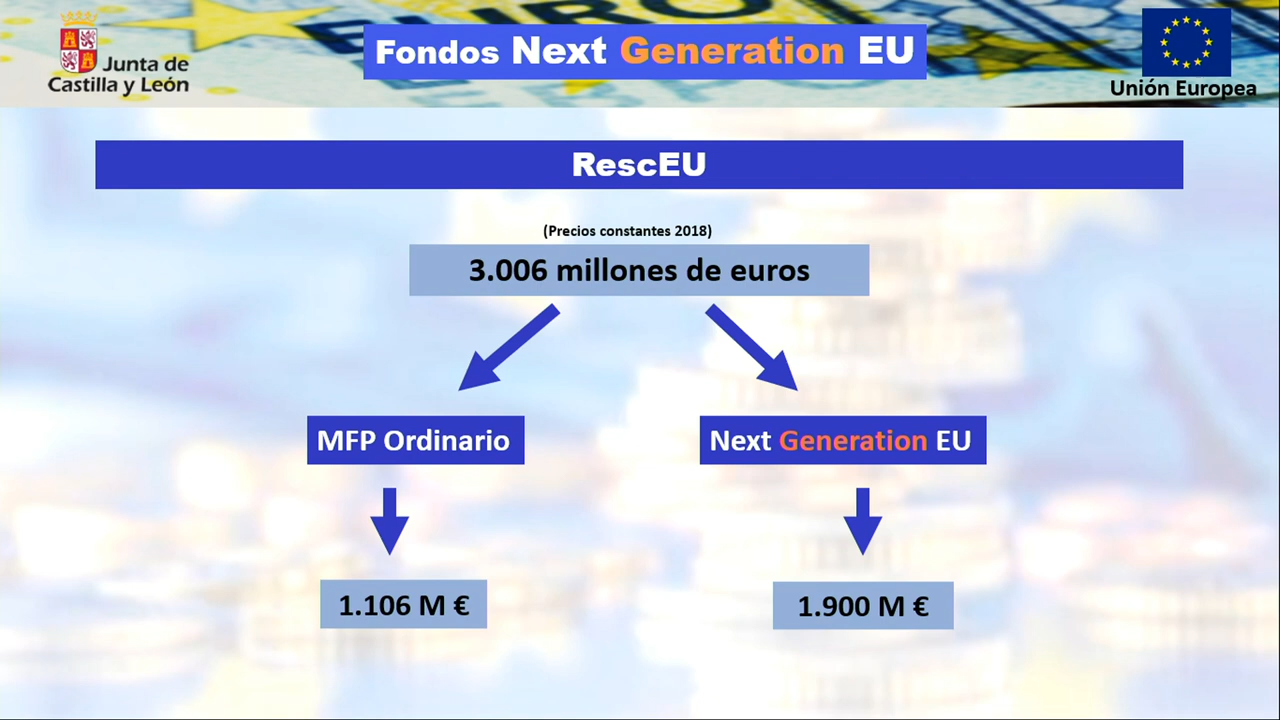 Junta de
Castilla y León
Fondos Next Generation EU
Unión Europea
RescEU
(Precios constantes 2018)
3.006 millones de euros
MFP Ordinario
Next Generation EU
1.106 M €
1.900 M €